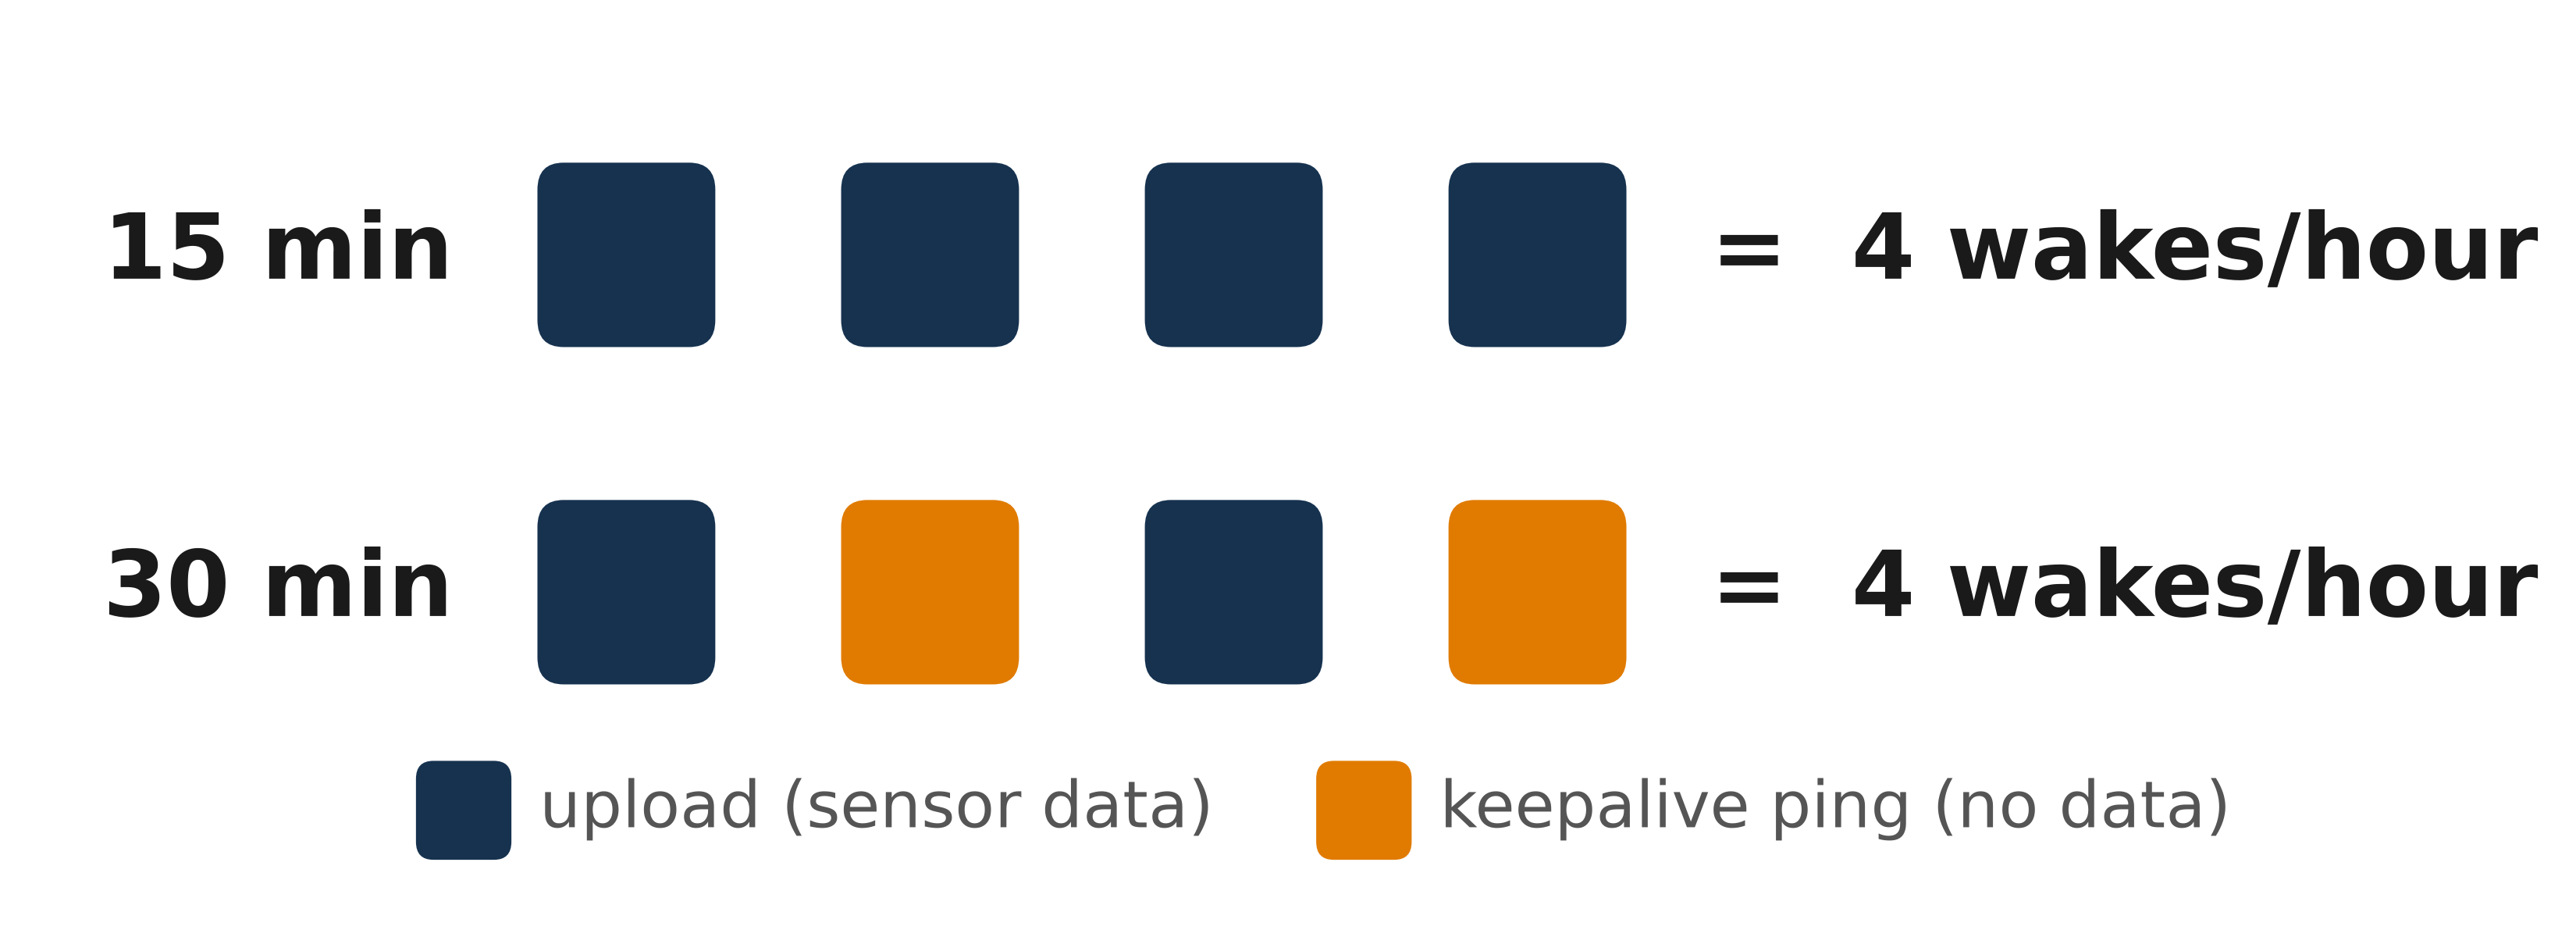 15 min = 4 wakes/hour
30 min = 4 wakes/hour
upload (sensor data) keepalive ping (no data)